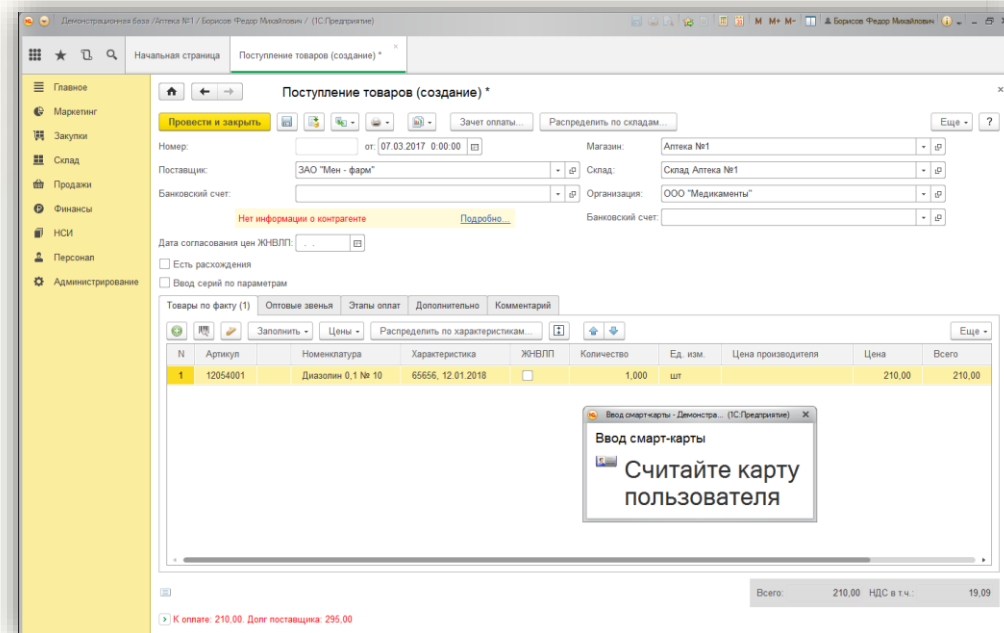 Демонстрационная база /Аптека №1 / Борисов Федор Михайлович / (1С:Предприятие)
M M+ M- Борисов Федор Михайлович
Начальная страница Поступление товаров (создание) *
Главное
Маркетинг
Закупки
Склад
Продажи
Финансы
НСИ
Персонал
Администрирование
Поступление товаров (создание) *
Провести и закрыть Зачет оплаты... Распределить по складам... Еще ?
Номер: от: 07.03.2017 0:00:00 Магазин: Аптека №1
Поставщик: ЗАО "Мен - фарм" Склад: Склад Аптека №1
Банковский счет: Организация: ООО "Медикаменты"
Нет информации о контрагенте Подробно... Банковский счет:
Дата согласования цен ЖНВЛП: . .
Есть расхождения
Ввод серий по параметрам
Товары по факту (1) Оптовые звенья Этапы оплат Дополнительно Комментарий
Заполнить Цены Распределить по характеристикам... Еще
N Артикул Номенклатура Характеристика ЖНВЛП Количество Ед. изм. Цена производителя Цена Всего
1 12054001 Диазолин 0,1 № 10 65656, 12.01.2018 1,000 шт 210,00 210,00
Ввод смарт-карты - Демонстра... (1С:Предприятие)
Ввод смарт-карты
Считайте карту
пользователя
Всего: 210,00 НДС в т.ч.: 19,09
К оплате: 210,00. Долг поставщика: 295,00